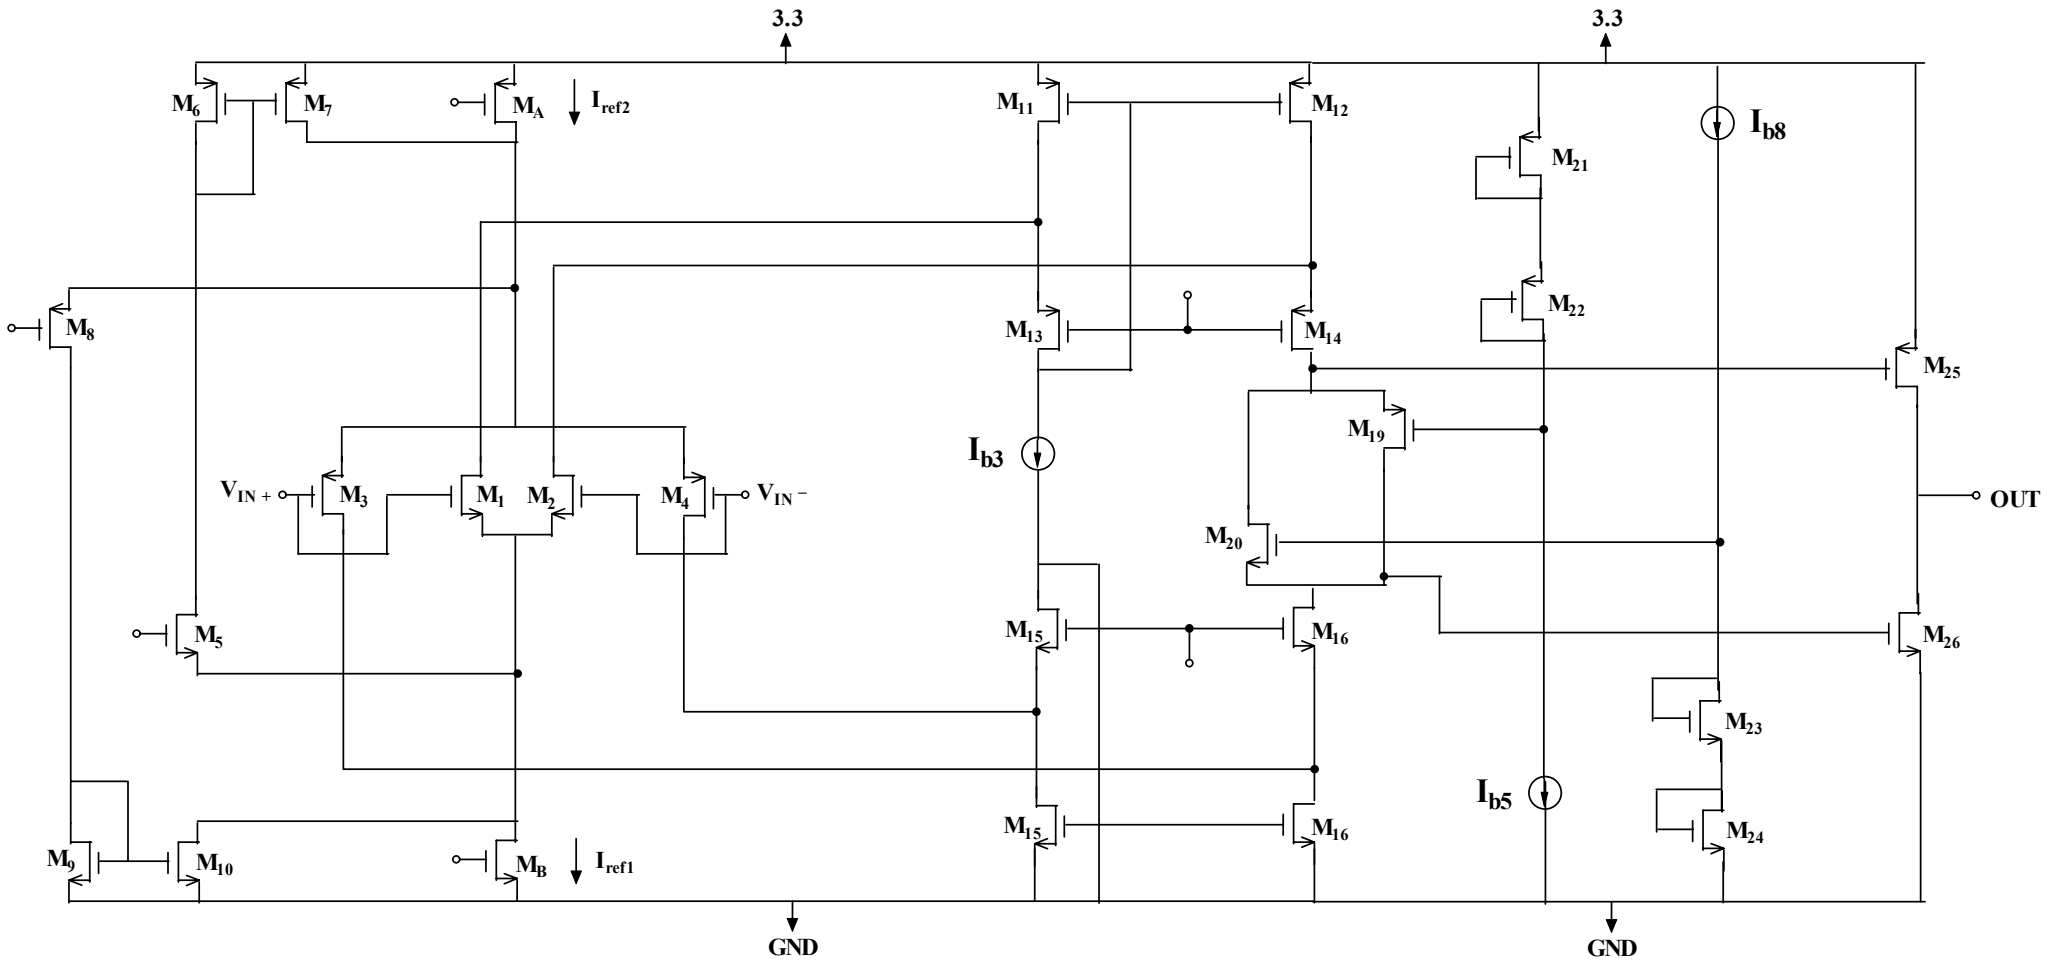 3.3
3.3
M6
M7
MA
Iref2
M11
M12
M21
Ib8
M8
M13
M14
M22
M25
Ib3
M19
VIN +
M3
M1
M2
M4
VIN −
OUT
M20
M5
M15
M16
M26
M23
Ib5
M24
M9
M10
MB
Iref1
M15
M16
GND
GND